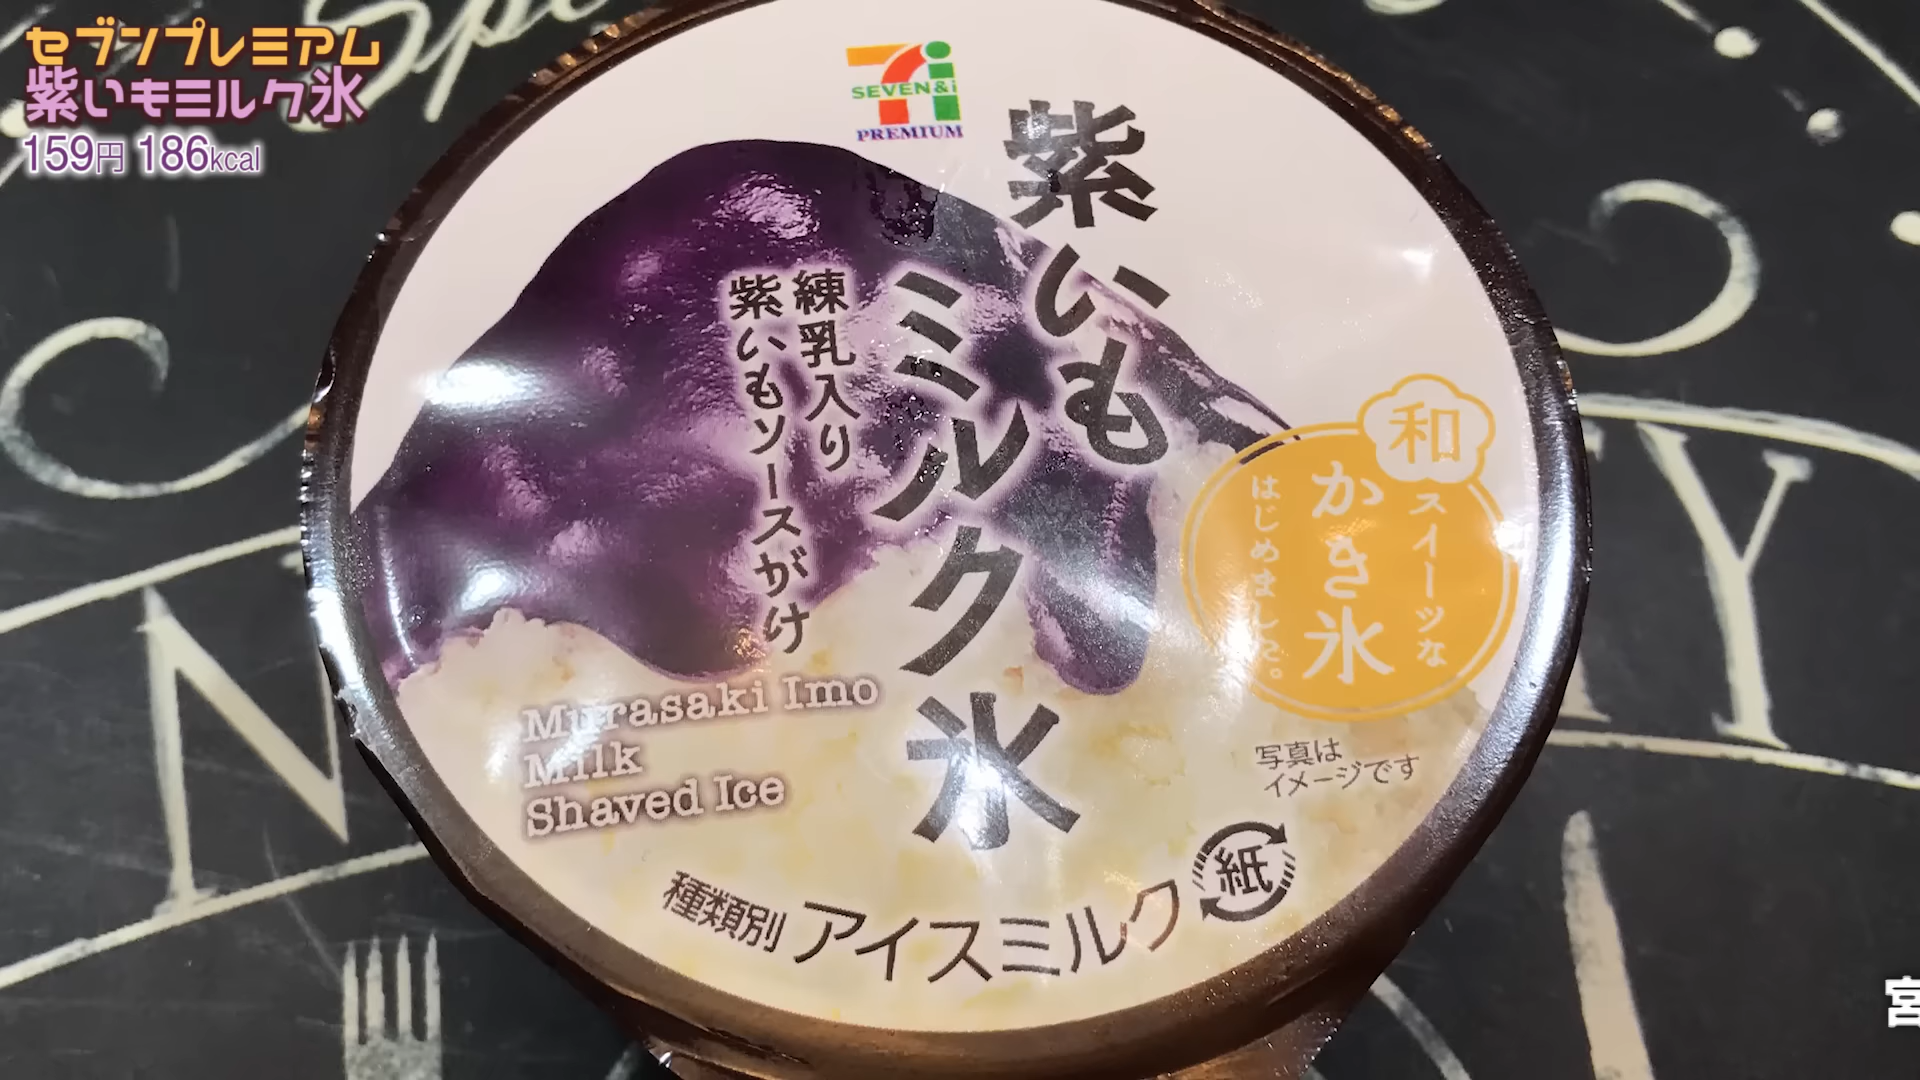 セブンプレミアム
紫いもミルク氷
159円 186kcal
SEVEN&i
PREMIUM
紫いも
ミルク氷
練乳入り
紫いもソースがけ
和
スイーツな
かき氷
はじめました。
Murasaki Imo
Milk
Shaved Ice
写真は
イメージです
種類別 アイスミルク
紙
宮